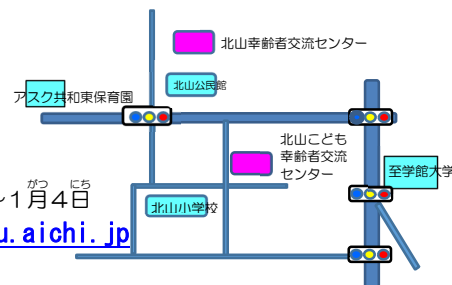 北山幸齢者交流センター
北山公民館
アスク共和東保育園
北山こども
幸齢者交流
センター
至学館大学
がつ にち
~1月4日
北山小学校
u.aichi.jp